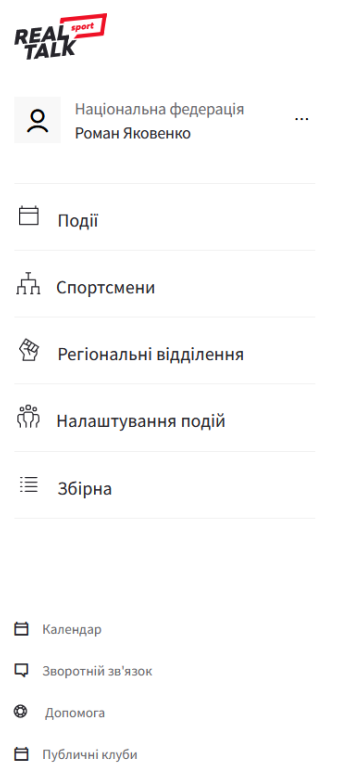 REAL sport
TALK
Національна федерація
Роман Яковенко
...
Події
Спортсмени
Регіональні відділення
Налаштування подій
Збірна
Календар
Зворотній зв'язок
Допомога
Публічні клуби